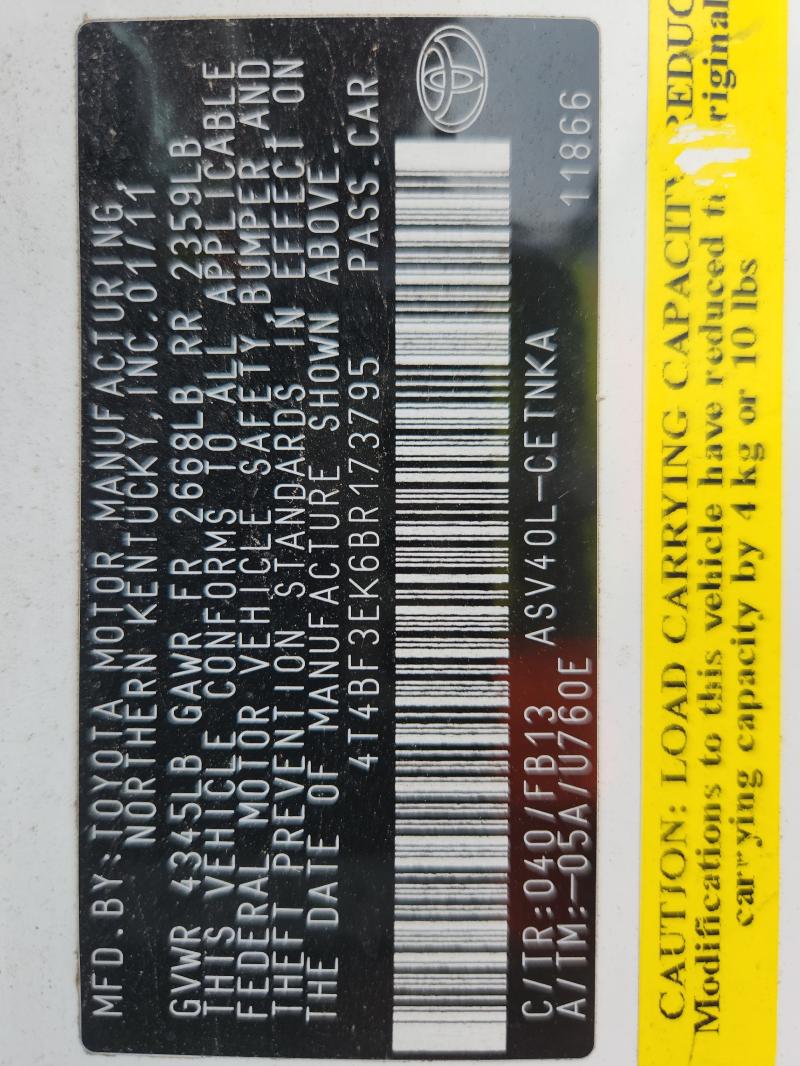 MFD.BY:TOYOTA MOTOR MANUFACTURING,
NORTHERN KENTUCKY,INC.01/11
GVWR 4345LB GAWR FR 2668LB RR 2359LB
THIS VEHICLE CONFORMS TO ALL APPLICABLE
FEDERAL MOTOR VEHICLE SAFETY,BUMPER AND
THEFT PREVENTION STANDARDS IN EFFECT ON
THE DATE OF MANUFACTURE SHOWN ABOVE.
4T4BF3EK6BR173795 PASS.CAR
C/TR:040/FB13 ASV40L-CETNKA
A/TM:-05A/U760E 11866
CAUTION: LOAD CARRYING CAPACITY REDUC
Modifications to this vehicle have reduced riginal
carrying capacity by 4 kg or 10 lbs